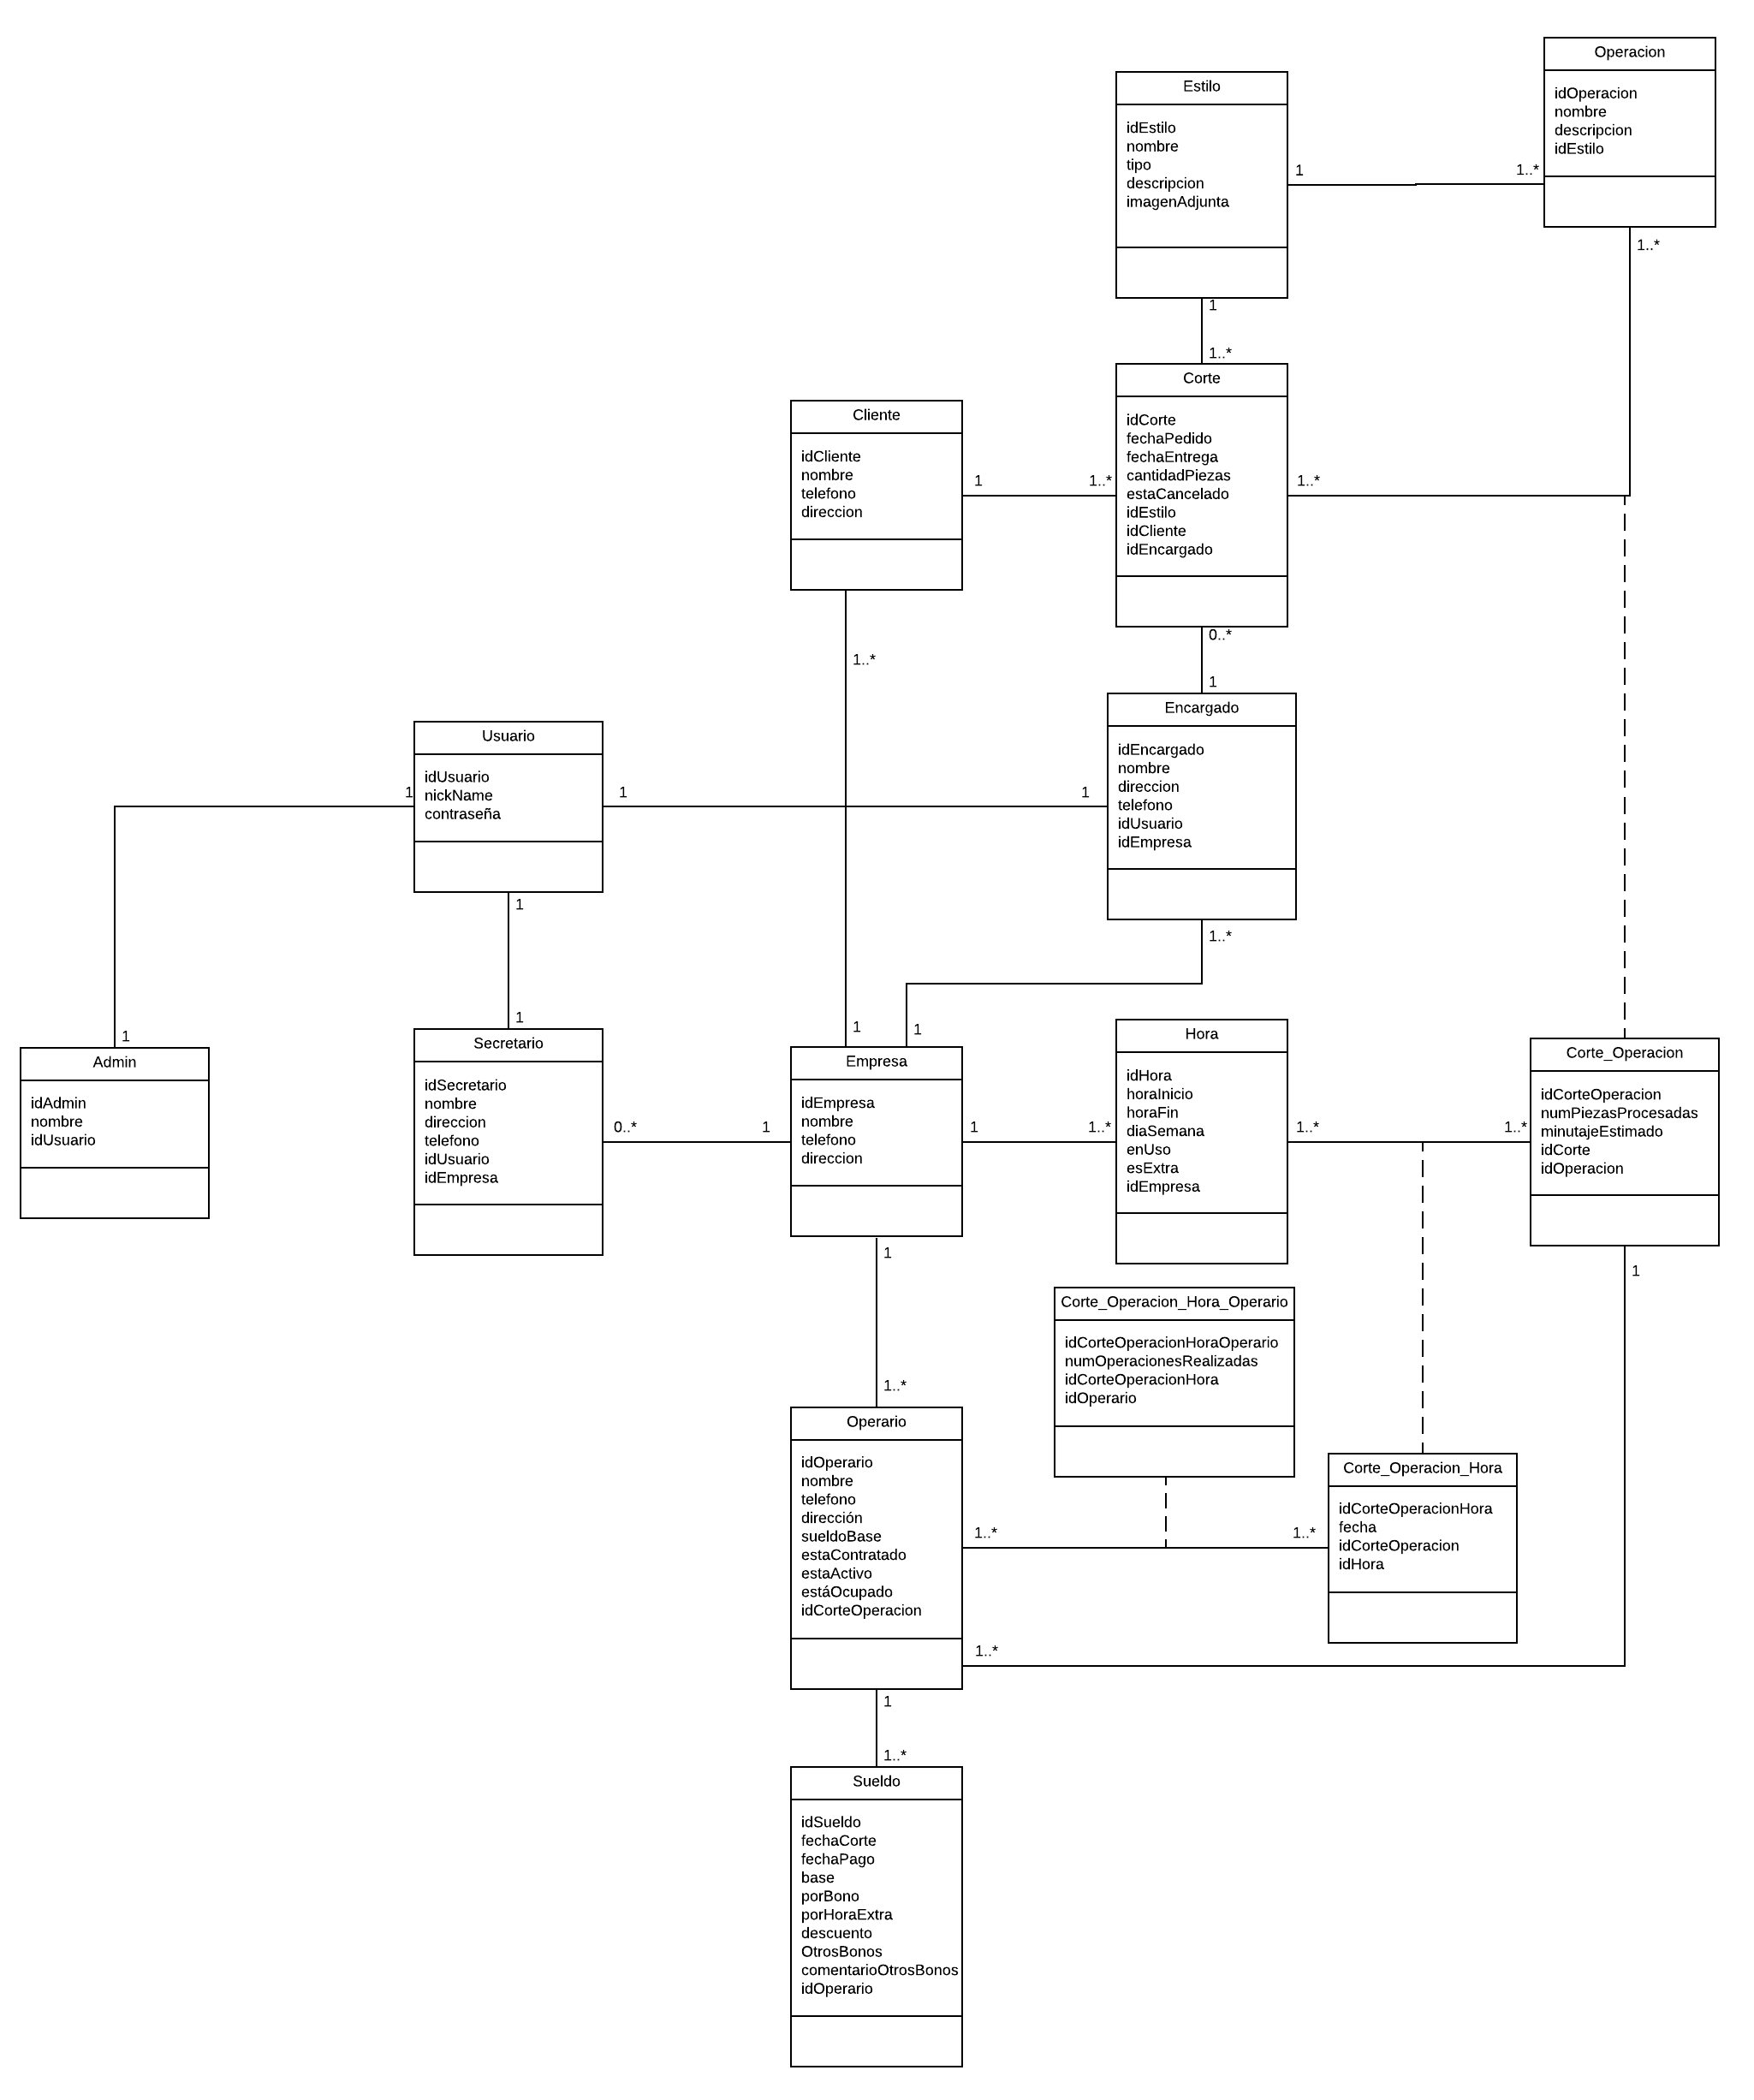 Operacion
idOperacion
nombre
descripcion
idEstilo
1..*
1..*
Estilo
idEstilo
nombre
tipo
descripcion
imagenAdjunta
1
1
1..*
Corte
idCorte
fechaPedido
fechaEntrega
cantidadPiezas
estaCancelado
idEstilo
idCliente
idEncargado
1..*
1..*
0..*
Cliente
idCliente
nombre
telefono
direccion
1
1..*
1
Encargado
idEncargado
nombre
direccion
telefono
idUsuario
idEmpresa
1
1..*
Usuario
idUsuario
nickName
contraseña
1
1
1
1
Admin
idAdmin
nombre
idUsuario
1
Secretario
idSecretario
nombre
direccion
telefono
idUsuario
idEmpresa
0..*
1
1
1
Empresa
idEmpresa
nombre
telefono
direccion
1
1
1..*
Hora
idHora
horaInicio
horaFin
diaSemana
enUso
esExtra
idEmpresa
1..*
1..*
Corte_Operacion
idCorteOperacion
numPiezasProcesadas
minutajeEstimado
idCorte
idOperacion
1
Corte_Operacion_Hora_Operario
idCorteOperacionHoraOperario
numOperacionesRealizadas
idCorteOperacionHora
idOperario
1..*
Operario
idOperario
nombre
telefono
dirección
sueldoBase
estaContratado
estaActivo
estáOcupado
idCorteOperacion
1..*
1..*
Corte_Operacion_Hora
idCorteOperacionHora
fecha
idCorteOperacion
idHora
1..*
1
1..*
Sueldo
idSueldo
fechaCorte
fechaPago
base
porBono
porHoraExtra
descuento
OtrosBonos
comentarioOtrosBonos
idOperario